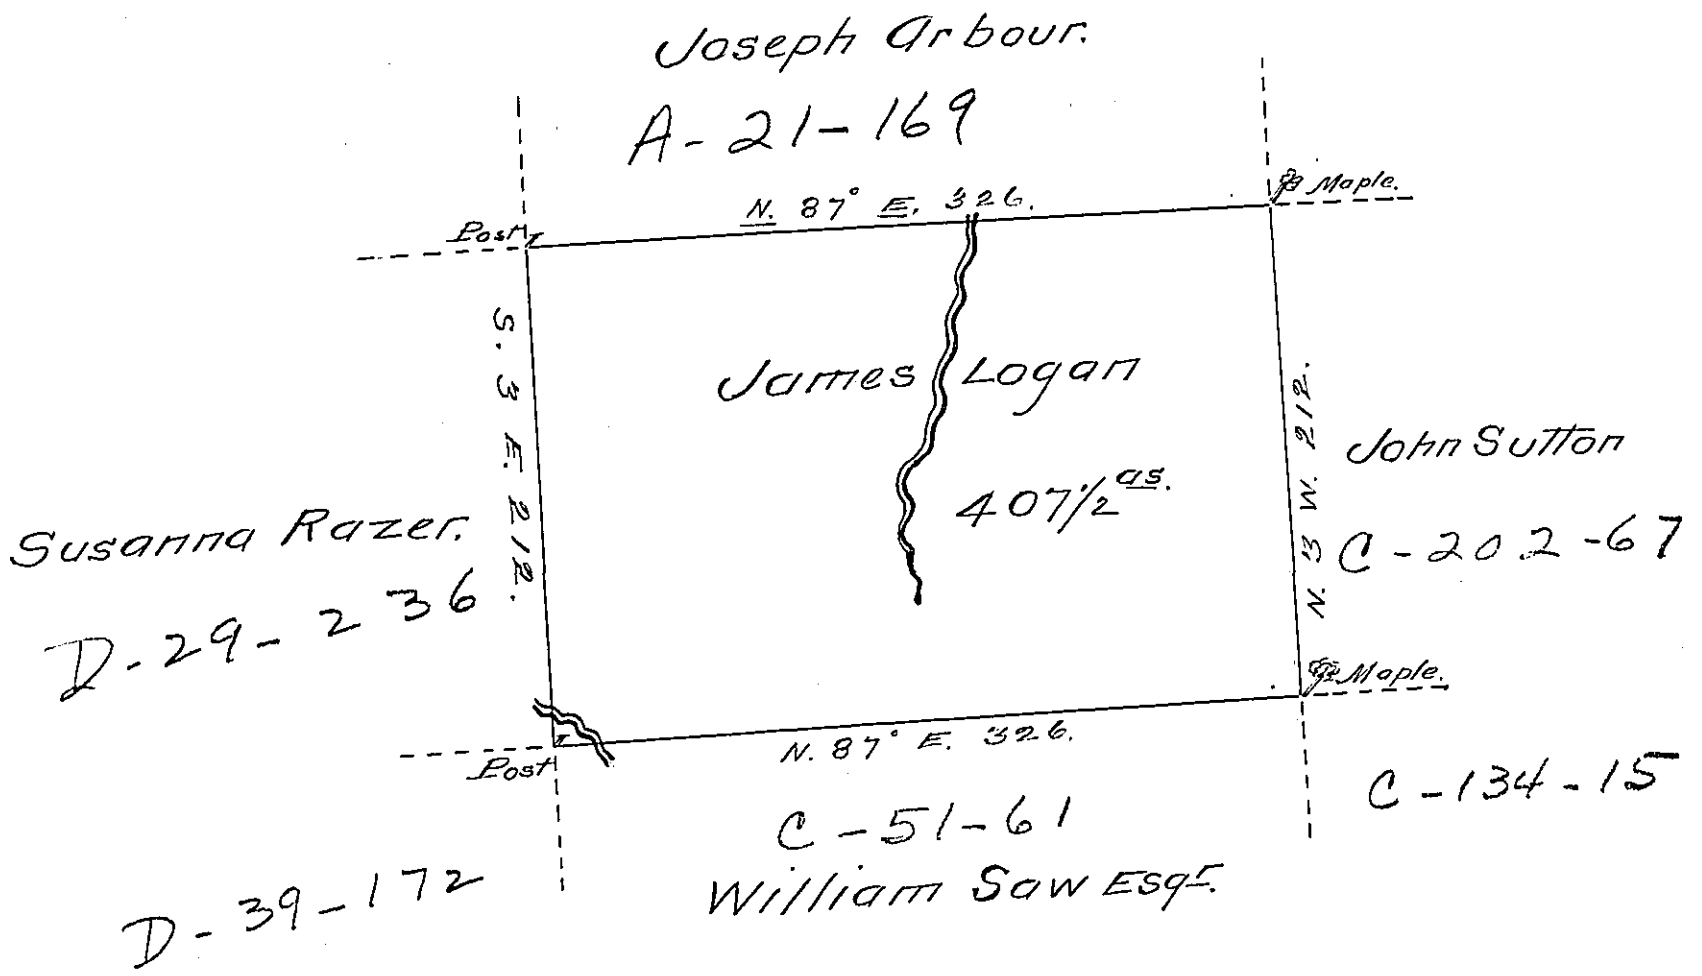 Joseph Arbour.
A-21-169
N. 87° E. 326.
Maple.
Post
S. 3 E. 212.
James Logan
407½ as.
N. 3 W. 212.
John Sutton
C-202-67
Susanna Razer.
D-29-236
Maple.
Post
N. 87° E. 326.
C-134-15
C-51-61
William Saw Esqr.
D-39-172